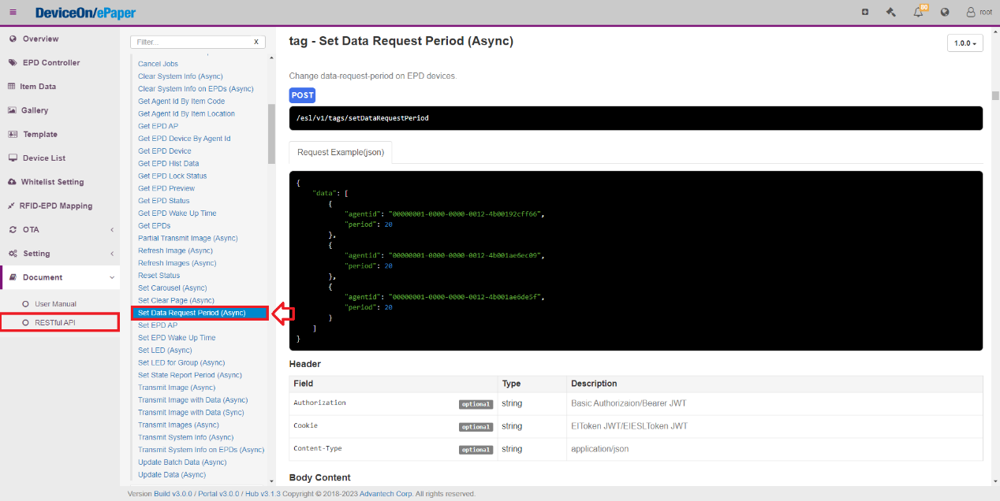 DeviceOn/ePaper
80
root
Overview
EPD Controller
Item Data
Gallery
Template
Device List
Whitelist Setting
RFID-EPD Mapping
OTA
Setting
Document
User Manual
RESTful API
Filter...
X
Cancel Jobs
Clear System Info (Async)
Clear System Info on EPDs (Async)
Get Agent Id By Item Code
Get Agent Id By Item Location
Get EPD AP
Get EPD Device By Agent Id
Get EPD Device
Get EPD Hist Data
Get EPD Lock Status
Get EPD Preview
Get EPD Status
Get EPD Wake Up Time
Get EPDs
Partial Transmit Image (Async)
Refresh Image (Async)
Refresh Images (Async)
Reset Status
Set Carousel (Async)
Set Clear Page (Async)
Set Data Request Period (Async)
Set EPD AP
Set EPD Wake Up Time
Set LED (Async)
Set LED for Group (Async)
Set State Report Period (Async)
Transmit Image (Async)
Transmit Image with Data (Async)
Transmit Image with Data (Sync)
Transmit Images (Async)
Transmit System Info (Async)
Transmit System Info on EPDs (Async)
Update Batch Data (Async)
Update Data (Async)
tag - Set Data Request Period (Async)
1.0.0
Change data-request-period on EPD devices.
POST
/esl/v1/tags/setDataRequestPeriod
Request Example(json)
{
"data": [
{
"agentid": "00000001-0000-0000-0012-4b00192cff66",
"period": 20
},
{
"agentid": "00000001-0000-0000-0012-4b001ae6ec09",
"period": 20
},
{
"agentid": "00000001-0000-0000-0012-4b001ae6de5f",
"period": 20
}
]
}
Header
Field Type Description
Authorization optional string Basic Authorizaion/Bearer JWT
Cookie optional string EIToken JWT/EIESLToken JWT
Content-Type optional string application/json
Body Content
Version Build v3.0.0 / Portal v3.0.0 / Hub v3.1.3 Copyright © 2018-2023 Advantech Corp. All rights reserved.